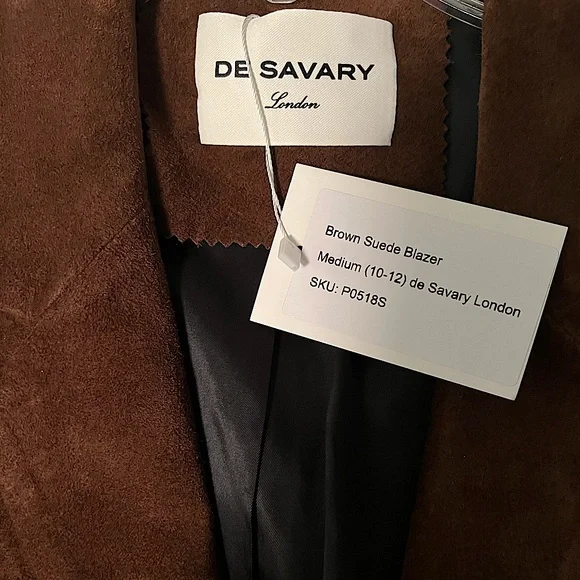 DE SAVARY
London
Brown Suede Blazer
Medium (10-12) de Savary London
SKU: P0518S